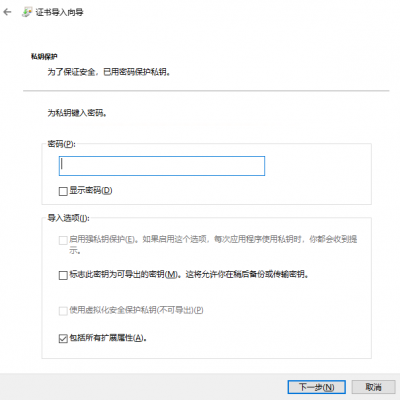 证书导入向导
私钥保护
为了保证安全，已用密码保护私钥。
为私钥键入密码。
密码(P):
显示密码(D)
导入选项(I):
启用强私钥保护(E)。如果启用这个选项，每次应用程序使用私钥时，你都会收到提
示。
标志此密钥为可导出的密钥(M)。这将允许你在稍后备份或传输密钥。
使用虚拟化安全保护私钥(不可导出)(P)
包括所有扩展属性(A)。
下一步(N)
取消